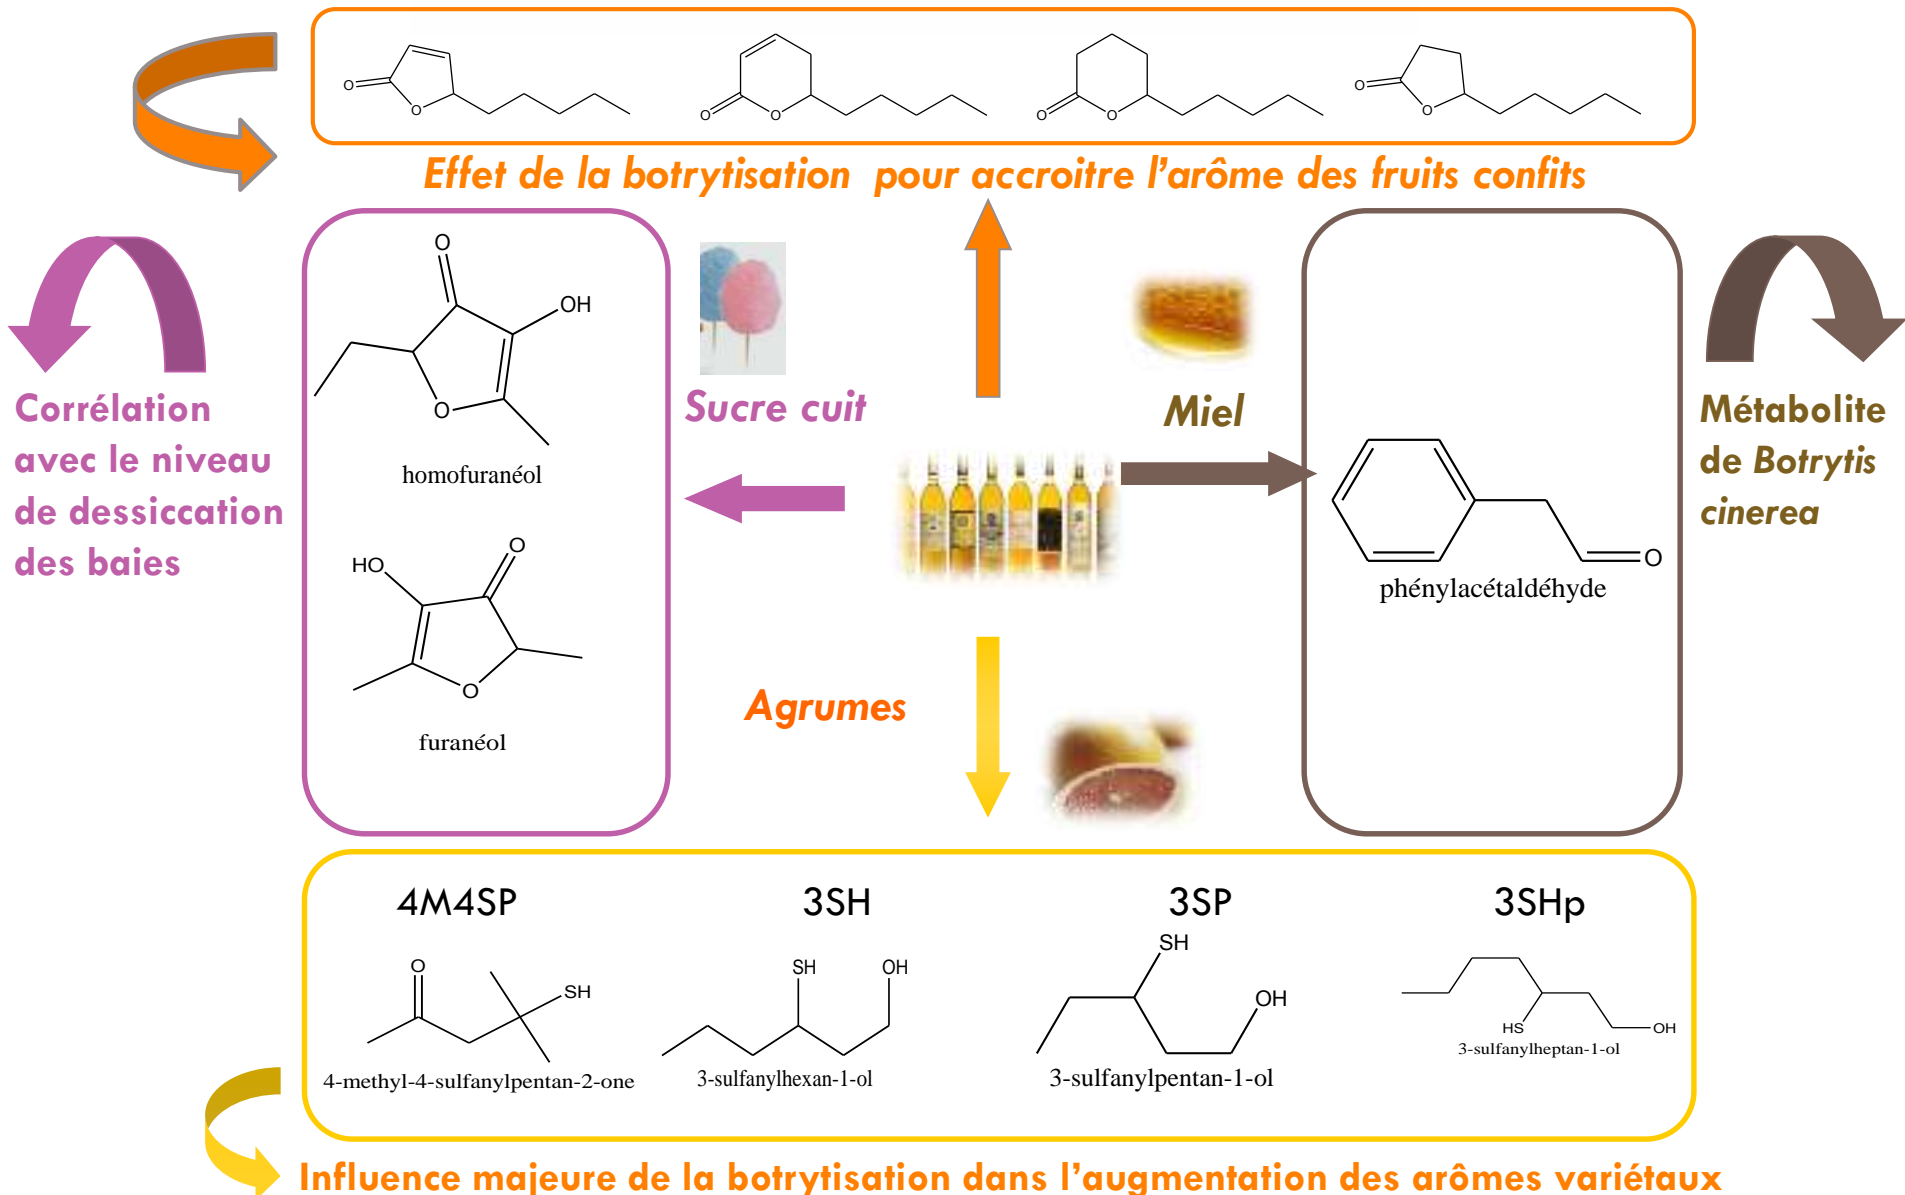 O
O
O
O
O
O
O
O
Effet de la botrytisation pour accroitre l'arôme des fruits confits
O
OH
O
homofuranéol
HO
O
O
furanéol
Corrélation
avec le niveau
de dessiccation
des baies
Sucre cuit
Miel
Agrumes
O
phénylacétaldéhyde
Métabolite
de Botrytis
cinerea
4M4SP
3SH
3SP
3SHp
O
SH
4-methyl-4-sulfanylpentan-2-one
SH
OH
3-sulfanylhexan-1-ol
SH
OH
3-sulfanylpentan-1-ol
HS
OH
3-sulfanylheptan-1-ol
Influence majeure de la botrytisation dans l'augmentation des arômes variétaux